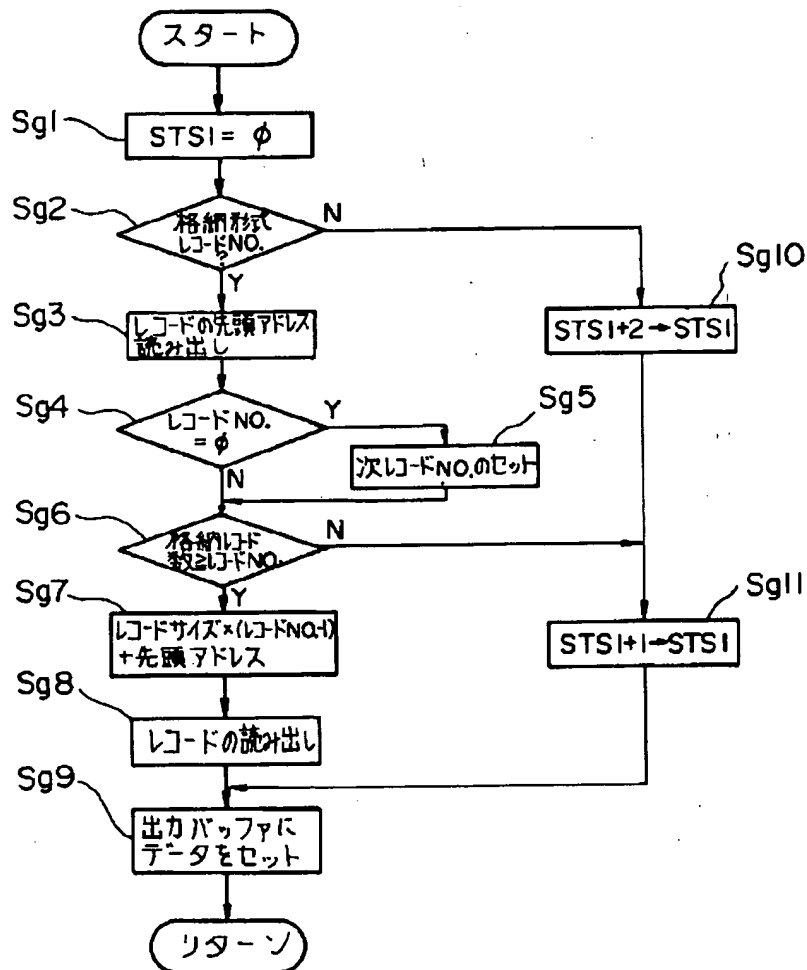 スタート
Sg1
STS1= φ
Sg2
格納形式
レコードNO.
?
N
Y
Sg10
STS1+2→STS1
Sg3
レコードの先頭アドレス
読み出し
Sg4
レコードNO.
= φ
Y
N
Sg5
次レコードNO.のセット
Sg6
格納レコード
数≧レコードNO.
N
Y
Sg11
STS1+1→STS1
Sg7
レコードサイズ×(レコードNO.-1)
+先頭アドレス
Sg8
レコードの読み出し
Sg9
出力バッファに
データをセット
リターン